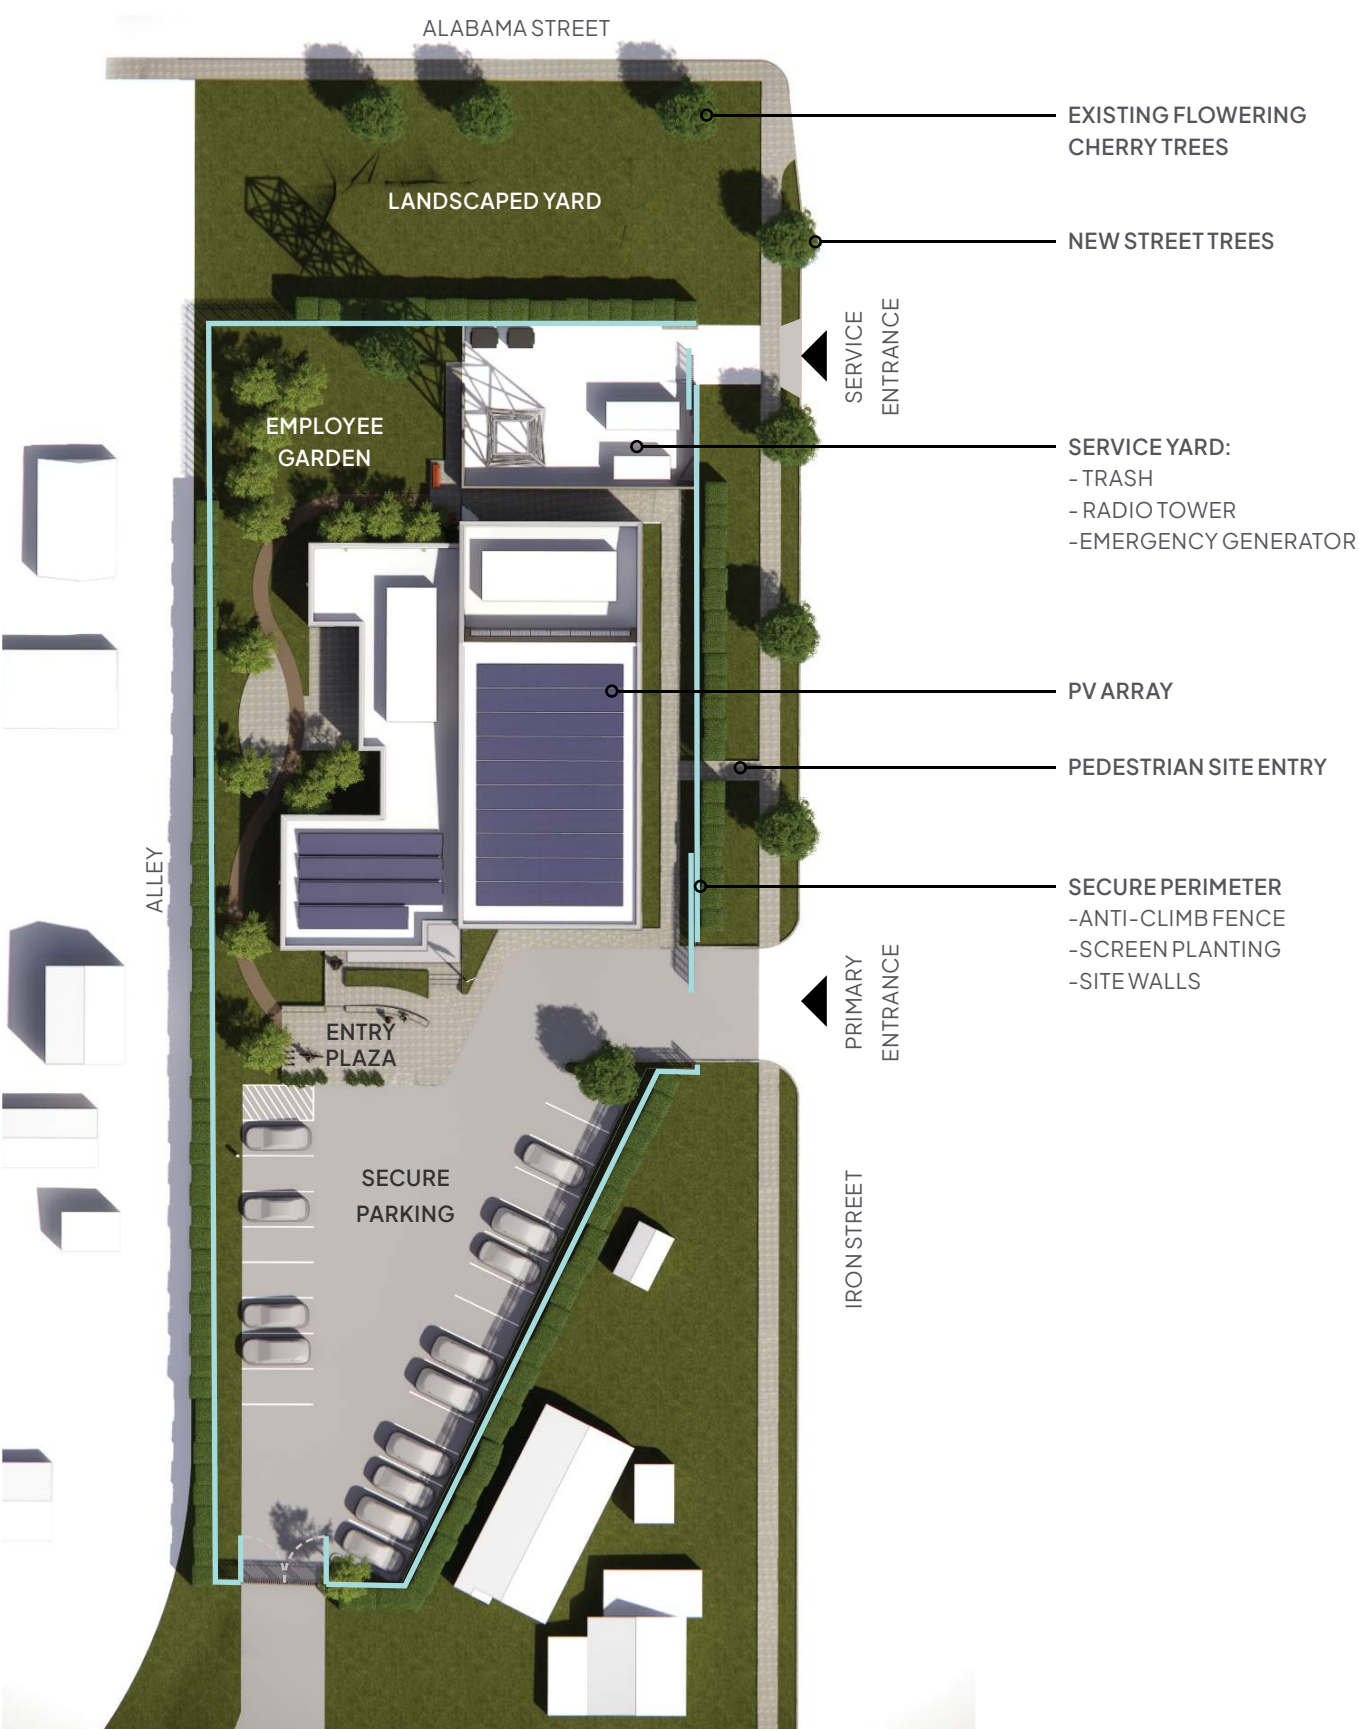 ALABAMA STREET
EXISTING FLOWERING
CHERRY TREES
LANDSCAPED YARD
NEW STREET TREES
SERVICE
ENTRANCE
EMPLOYEE
GARDEN
SERVICE YARD:
- TRASH
- RADIO TOWER
-EMERGENCY GENERATOR
PV ARRAY
PEDESTRIAN SITE ENTRY
ALLEY
SECURE PERIMETER
-ANTI-CLIMB FENCE
-SCREEN PLANTING
-SITE WALLS
PRIMARY
ENTRANCE
ENTRY
PLAZA
SECURE
PARKING
IRON STREET